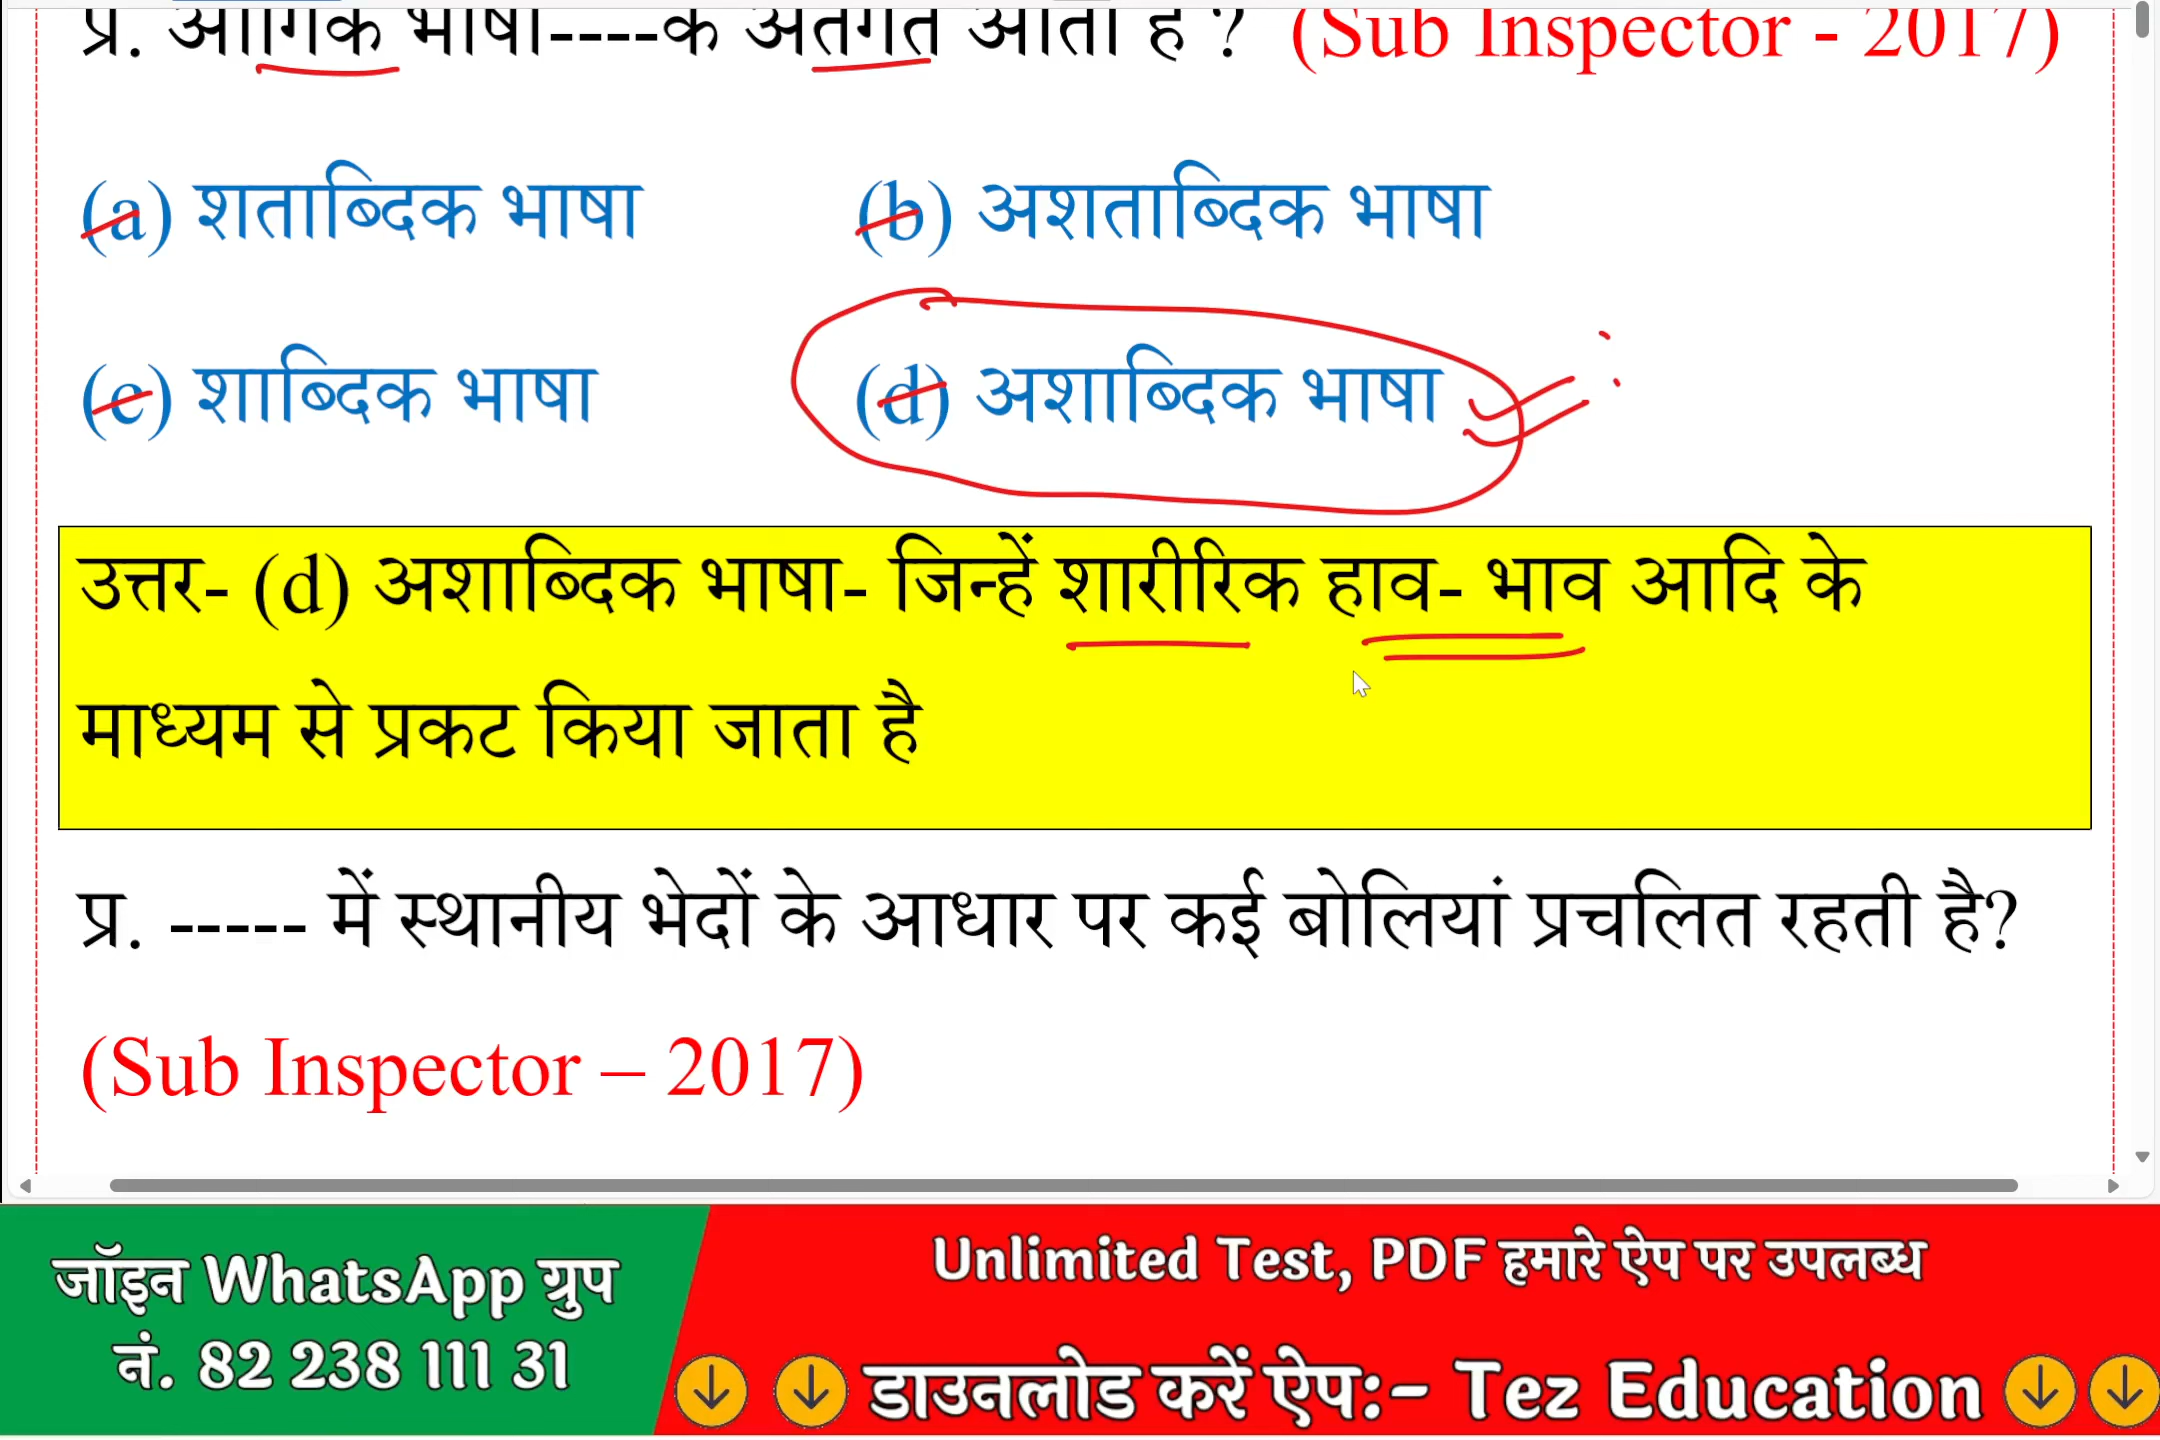 प्र. आंगिक भाषा----के अंतर्गत आता है ? (Sub Inspector - 2017)
(a) शताब्दिक भाषा (b) अशताब्दिक भाषा
(c) शाब्दिक भाषा (d) अशाब्दिक भाषा
उत्तर- (d) अशाब्दिक भाषा- जिन्हें शारीरिक हाव- भाव आदि के
माध्यम से प्रकट किया जाता है
प्र. ----- में स्थानीय भेदों के आधार पर कई बोलियां प्रचलित रहती है?
(Sub Inspector – 2017)
जॉइन WhatsApp ग्रुप
नं. 82 238 111 31
Unlimited Test, PDF हमारे ऐप पर उपलब्ध
डाउनलोड करें ऐप:- Tez Education